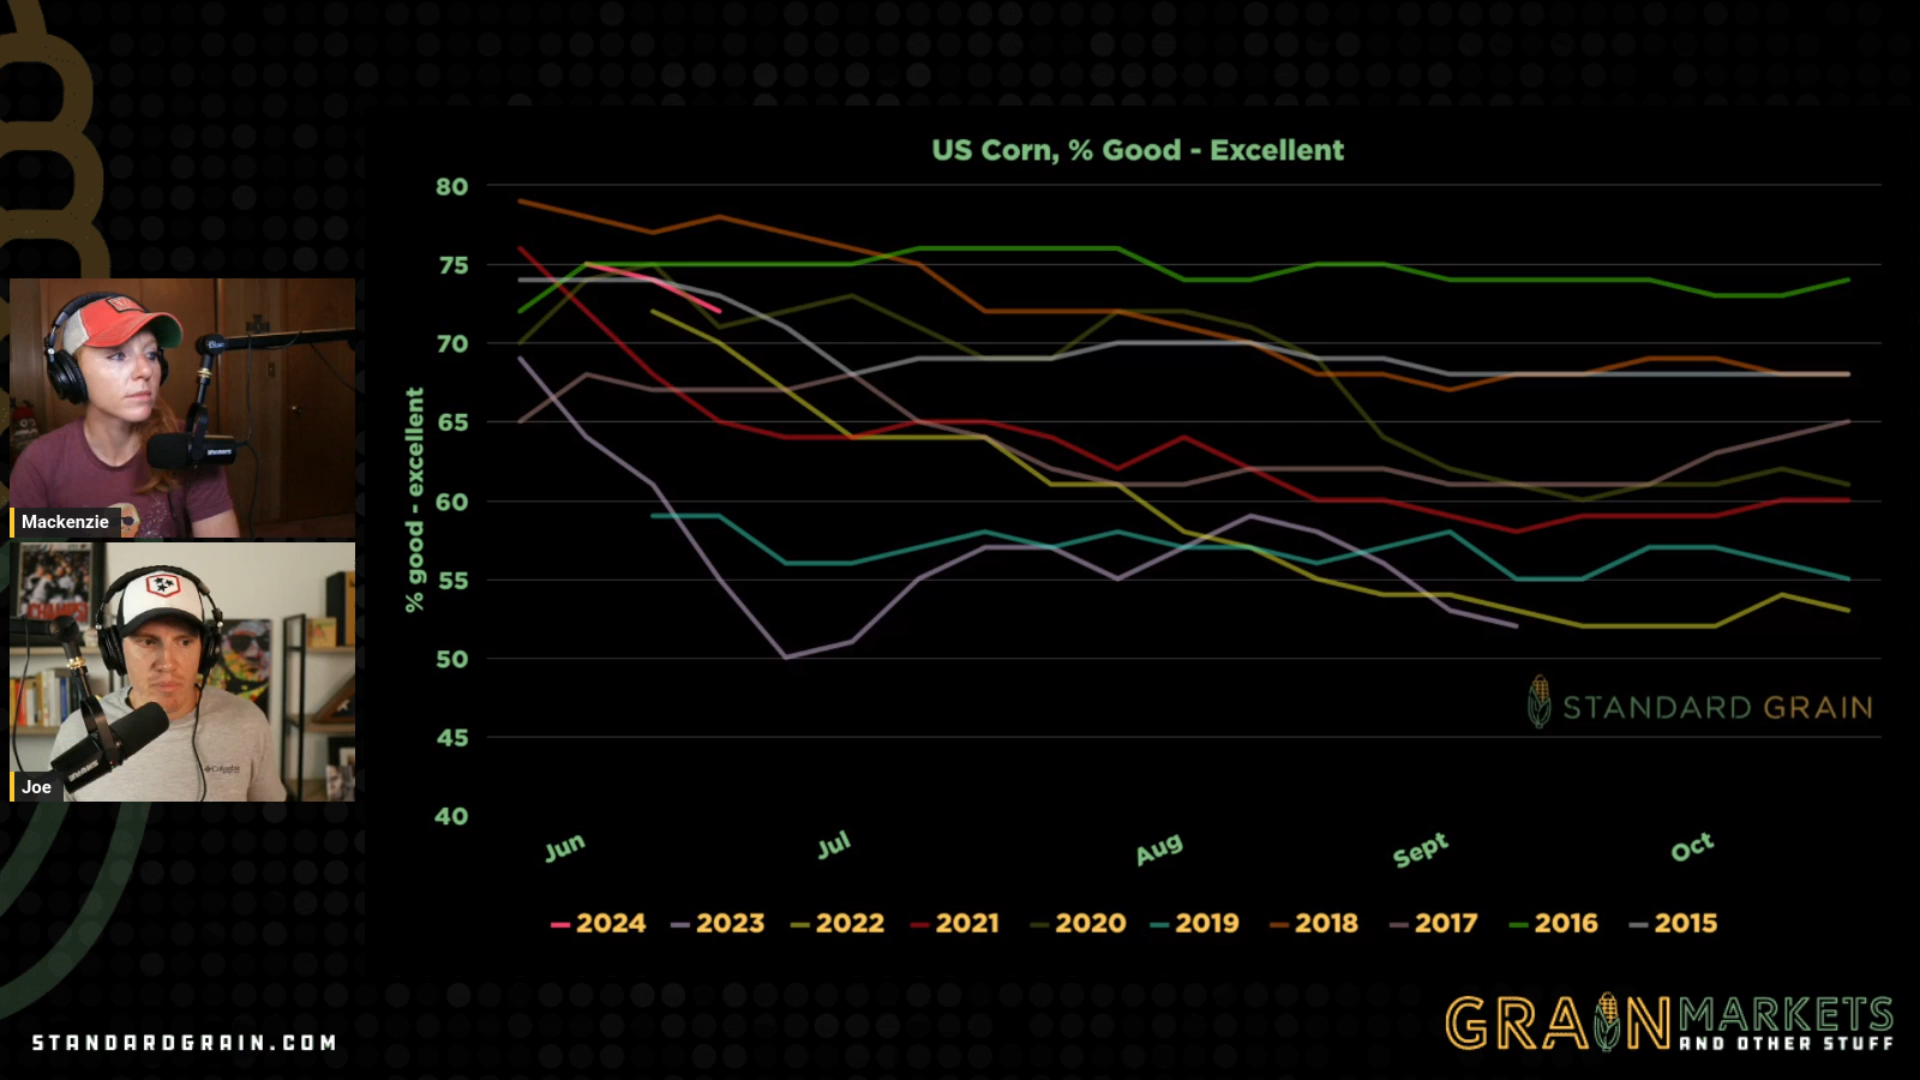 US Corn, % Good - Excellent
80
75
70
65
60
55
50
45
40
% good - excellent
Jun
Jul
Aug
Sept
Oct
2024
2023
2022
2021
2020
2019
2018
2017
2016
2015
STANDARD GRAIN
Mackenzie
Joe
Columbia
STANDARDGRAIN.COM
GRAIN MARKETS
AND OTHER STUFF